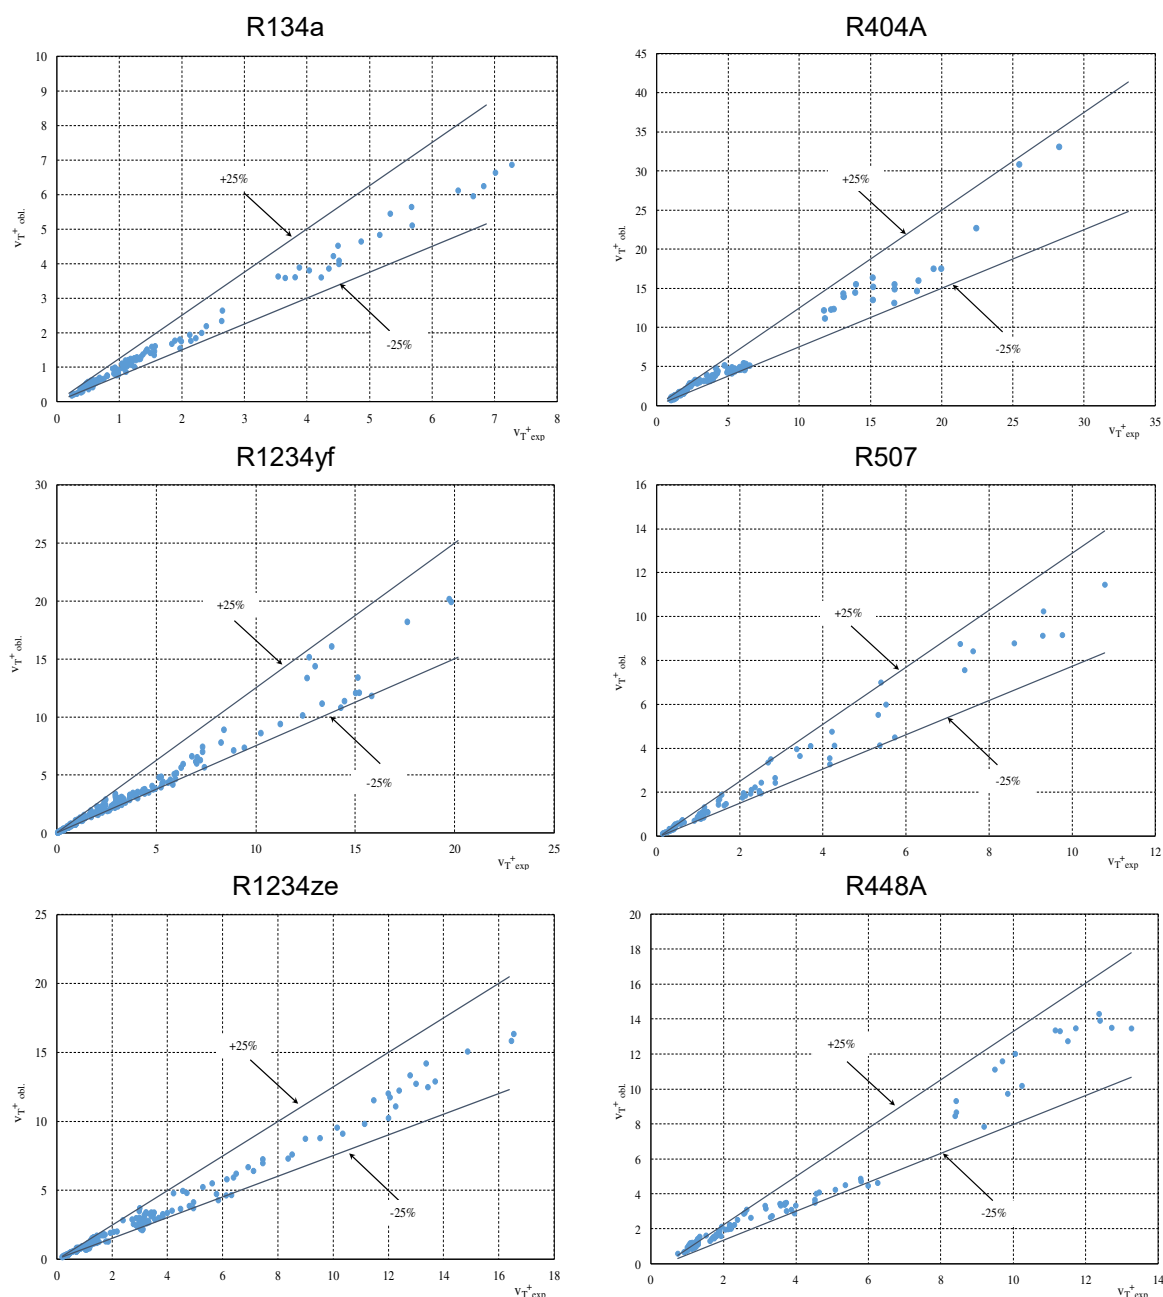 R134a
10
9
8
7
6
5
4
3
2
1
0
0 1 2 3 4 5 6 7 8
v_T^+ obl.
v_T^+ exp
+25%
-25%
R404A
45
40
35
30
25
20
15
10
5
0
0 5 10 15 20 25 30 35
v_T^+ obl.
v_T^+ exp
+25%
-25%
R1234yf
30
25
20
15
10
5
0
0 5 10 15 20 25
v_T^+ obl.
v_T^+ exp
+25%
-25%
R507
16
14
12
10
8
6
4
2
0
0 2 4 6 8 10 12
v_T^+ obl.
v_T^+ exp
+25%
-25%
R1234ze
25
20
15
10
5
0
0 2 4 6 8 10 12 14 16 18
v_T^+ obl.
v_T^+ exp
+25%
-25%
R448A
20
18
16
14
12
10
8
6
4
2
0
0 2 4 6 8 10 12 14
v_T^+ obl.
v_T^+ exp
+25%
-25%